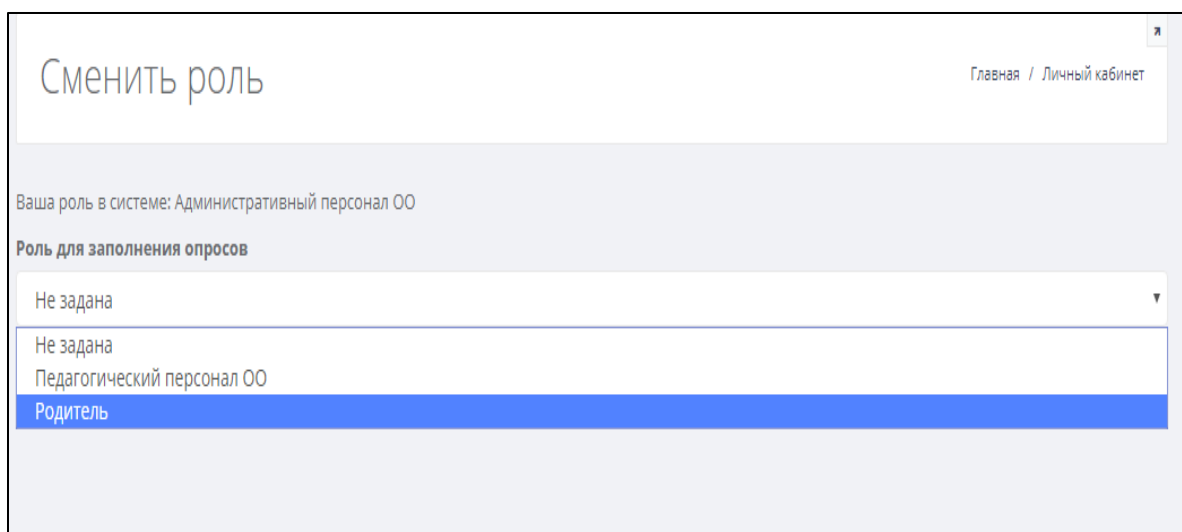 Сменить роль
Главная / Личный кабинет
Ваша роль в системе: Административный персонал ОО
Роль для заполнения опросов
Не задана
Не задана
Педагогический персонал ОО
Родитель